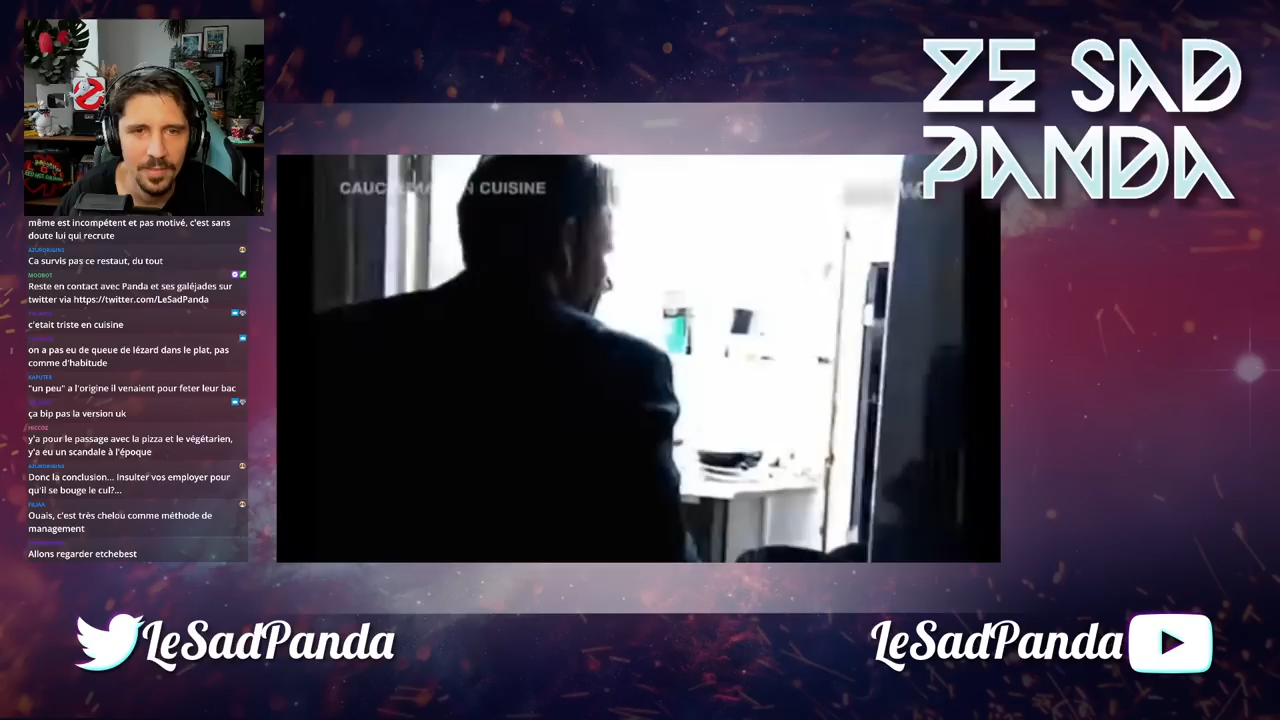 ZE SAD
PANDA
CUISINE
même est incompétent et pas motivé, c'est sans
doute lui qui recrute
AZURORIGINS
Ca survis pas ce restaut, du tout
MOOBOT
Reste en contact avec Panda et ses galéjades sur
twitter via https://twitter.com/LeSadPanda
c'etait triste en cuisine
on a pas eu de queue de lézard dans le plat, pas
comme d'habitude
KAPUTER
"un peu" a l'origine il venaient pour feter leur bac
ça bip pas la version uk
HICCOZ
y'a pour le passage avec la pizza et le végétarien,
y'a eu un scandale à l'époque
AZURORIGINS
Donc la conclusion... Insulter vos employer pour
qu'il se bouge le cul?...
Ouais, c'est très chelou comme méthode de
management
Allons regarder etchebest
LeSadPanda
LeSadPanda